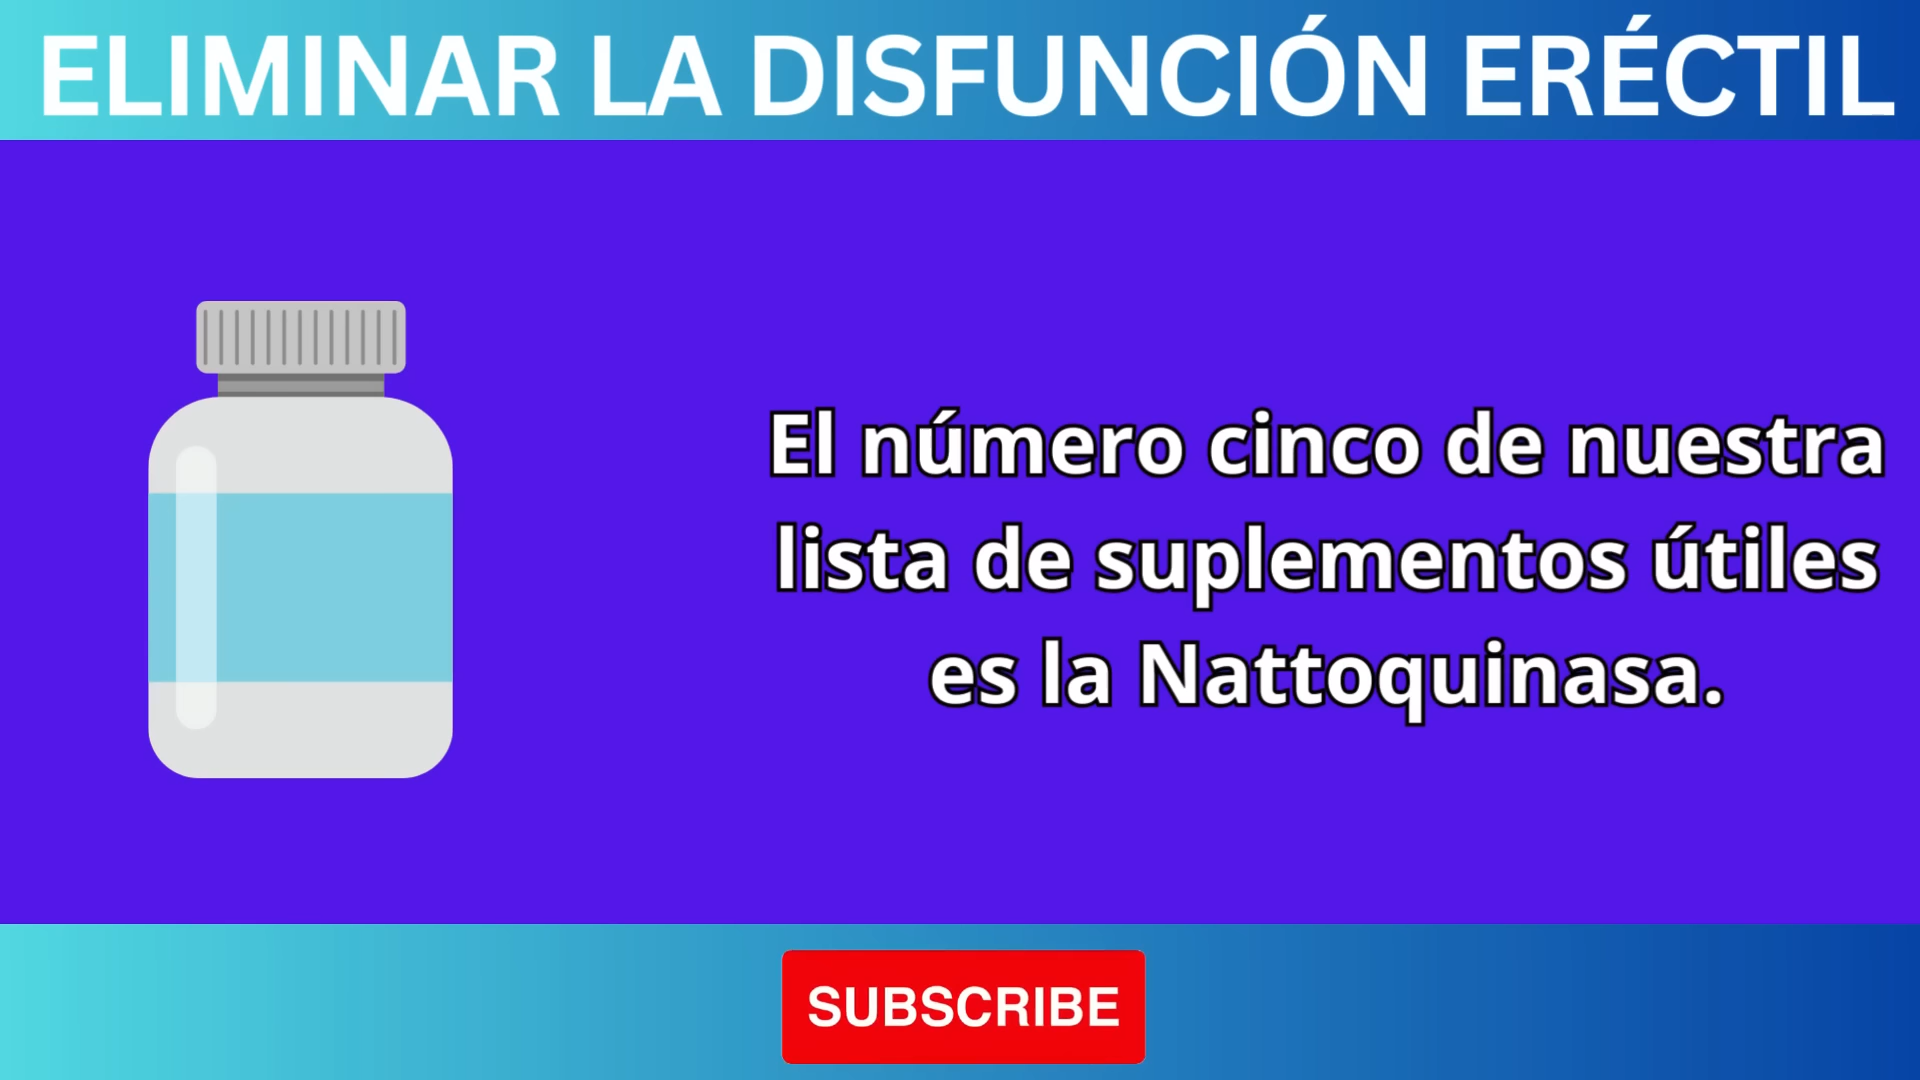 ELIMINAR LA DISFUNCIÓN ERÉCTIL
El número cinco de nuestra
lista de suplementos útiles
es la Nattoquinasa.
SUBSCRIBE